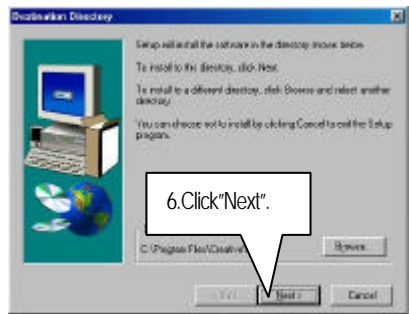 Destination Directory
Setup will install the software in the directory shown below.
To install to this directory, click Next.
To install to a different directory, click Browse and select another
directory.
You can choose not to install by clicking Cancel to exit the Setup
program.
6.Click"Next".
C:\Program Files\Creative
Browse...
Next >
Cancel